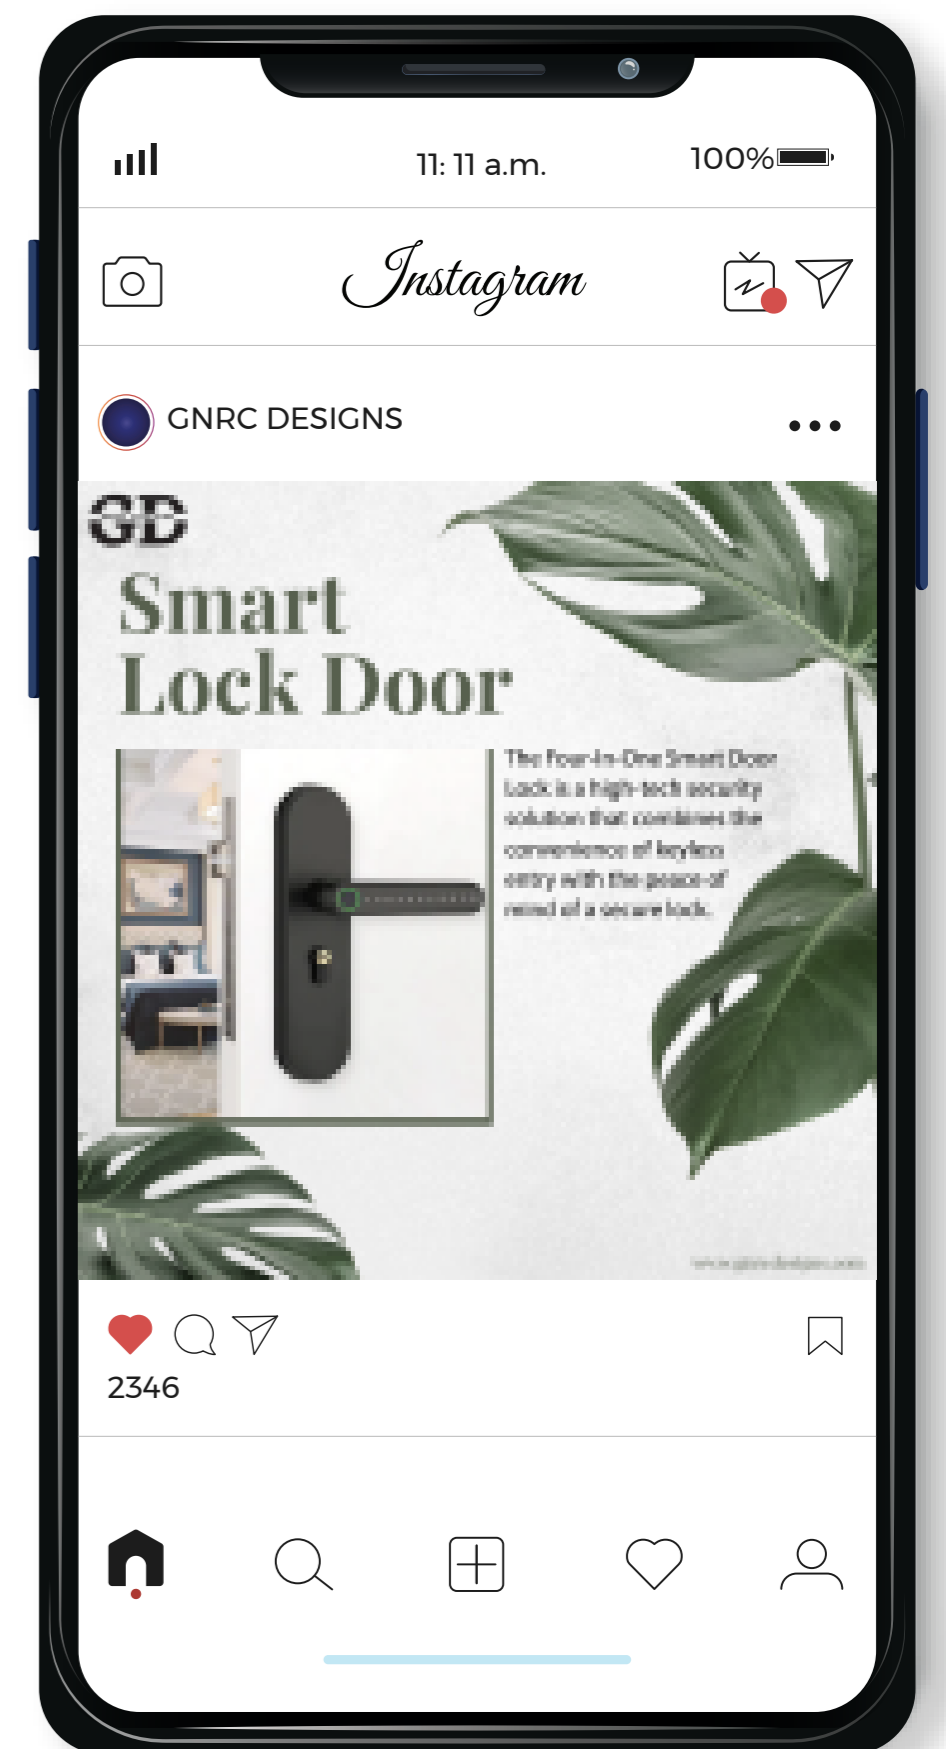 11: 11 a.m.
100%
Instagram
GNRC DESIGNS
GD
Smart
Lock Door
The Four-In-One Smart Door
Lock is a high-tech security
solution that combines the
convenience of keyless
entry with the peace of
mind of a secure lock.
2346